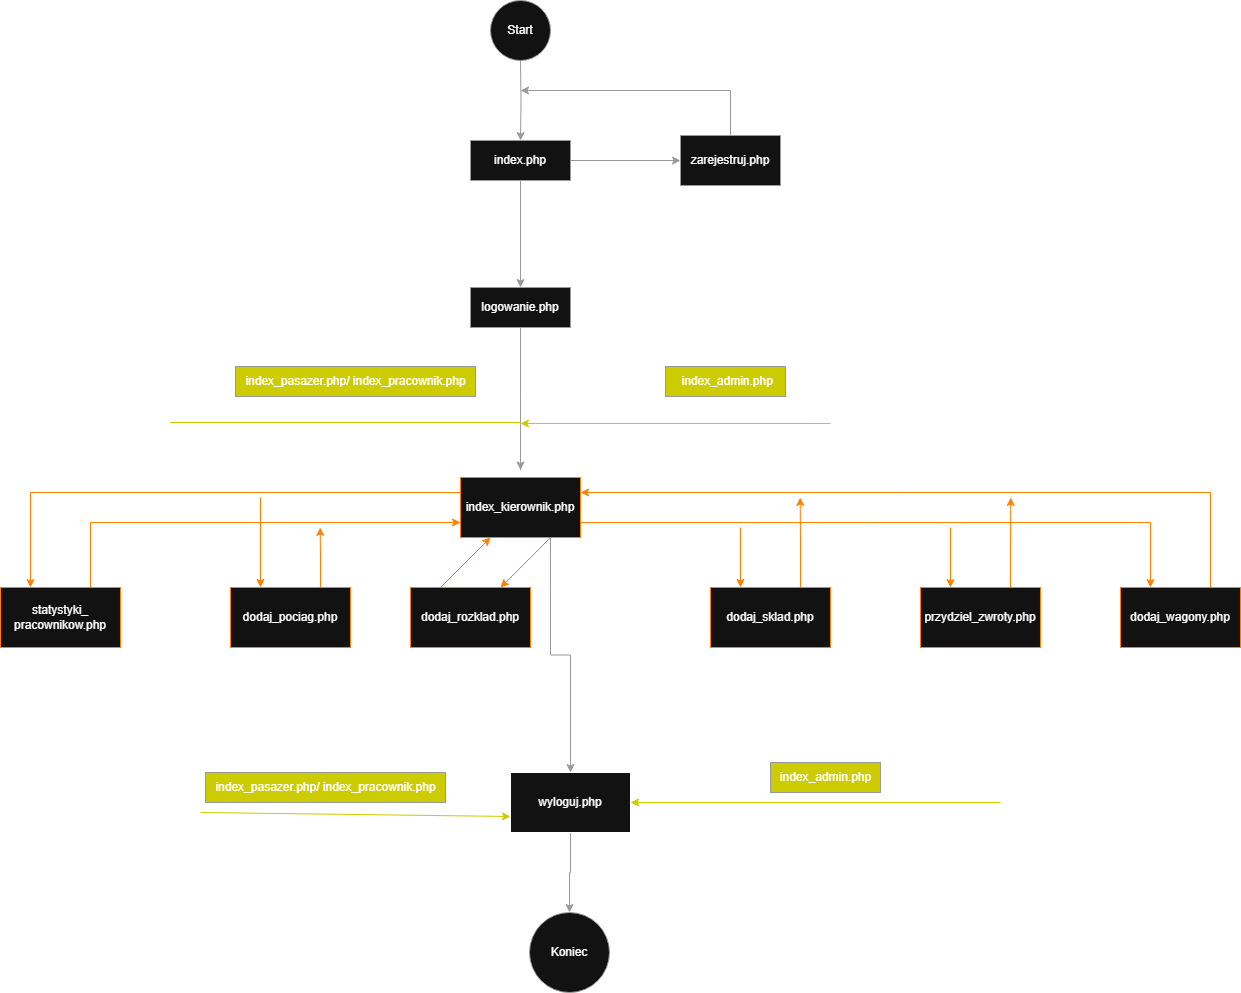 Start
index.php
zarejestruj.php
logowanie.php
index_pasazer.php/ index_pracownik.php
index_admin.php
index_kierownik.php
statystyki_
pracownikow.php
dodaj_pociag.php
dodaj_rozklad.php
dodaj_sklad.php
przydziel_zwroty.php
dodaj_wagony.php
index_pasazer.php/ index_pracownik.php
index_admin.php
wyloguj.php
Koniec